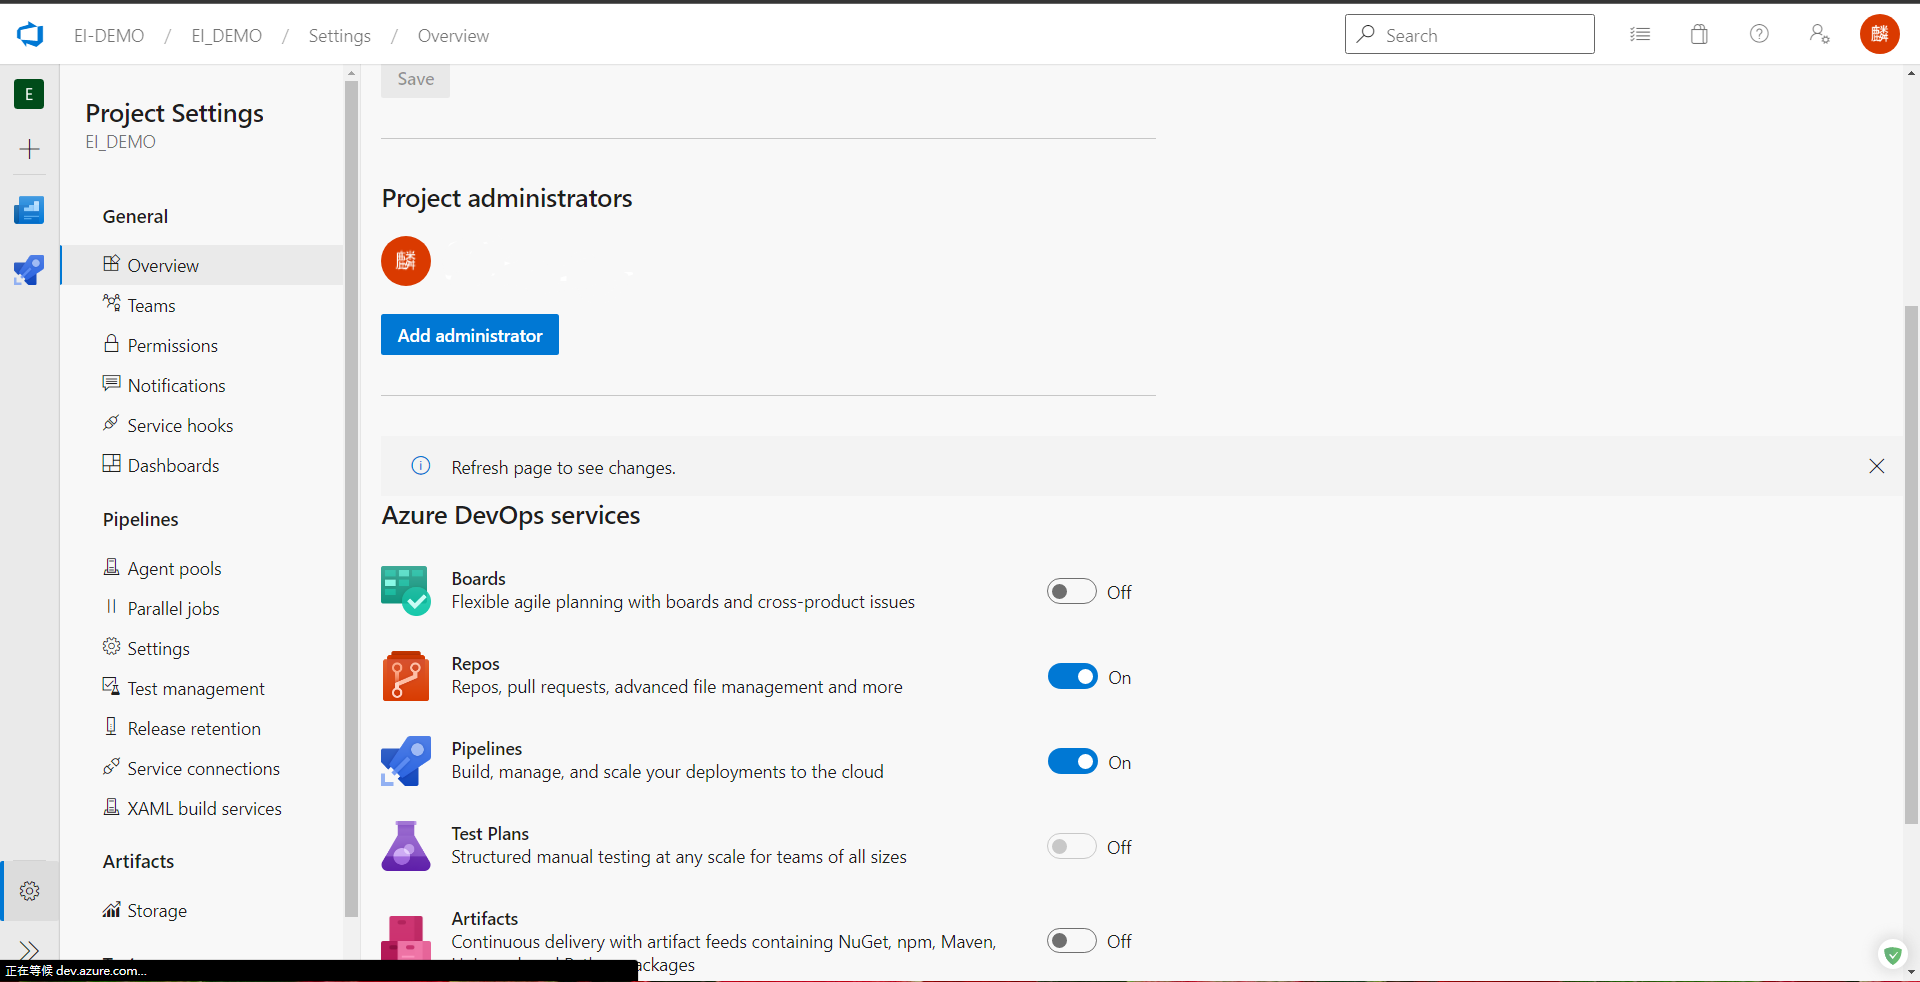 EI-DEMO / EI_DEMO / Settings / Overview
Search
麟
E
Project Settings
EI_DEMO
General
Overview
Teams
Permissions
Notifications
Service hooks
Dashboards
Pipelines
Agent pools
Parallel jobs
Settings
Test management
Release retention
Service connections
XAML build services
Artifacts
Storage
Save
Project administrators
麟
Add administrator
Refresh page to see changes.
Azure DevOps services
Boards
Flexible agile planning with boards and cross-product issues
Off
Repos
Repos, pull requests, advanced file management and more
On
Pipelines
Build, manage, and scale your deployments to the cloud
On
Test Plans
Structured manual testing at any scale for teams of all sizes
Off
Artifacts
Continuous delivery with artifact feeds containing NuGet, npm, Maven,
Off
正在等候 dev.azure.com...